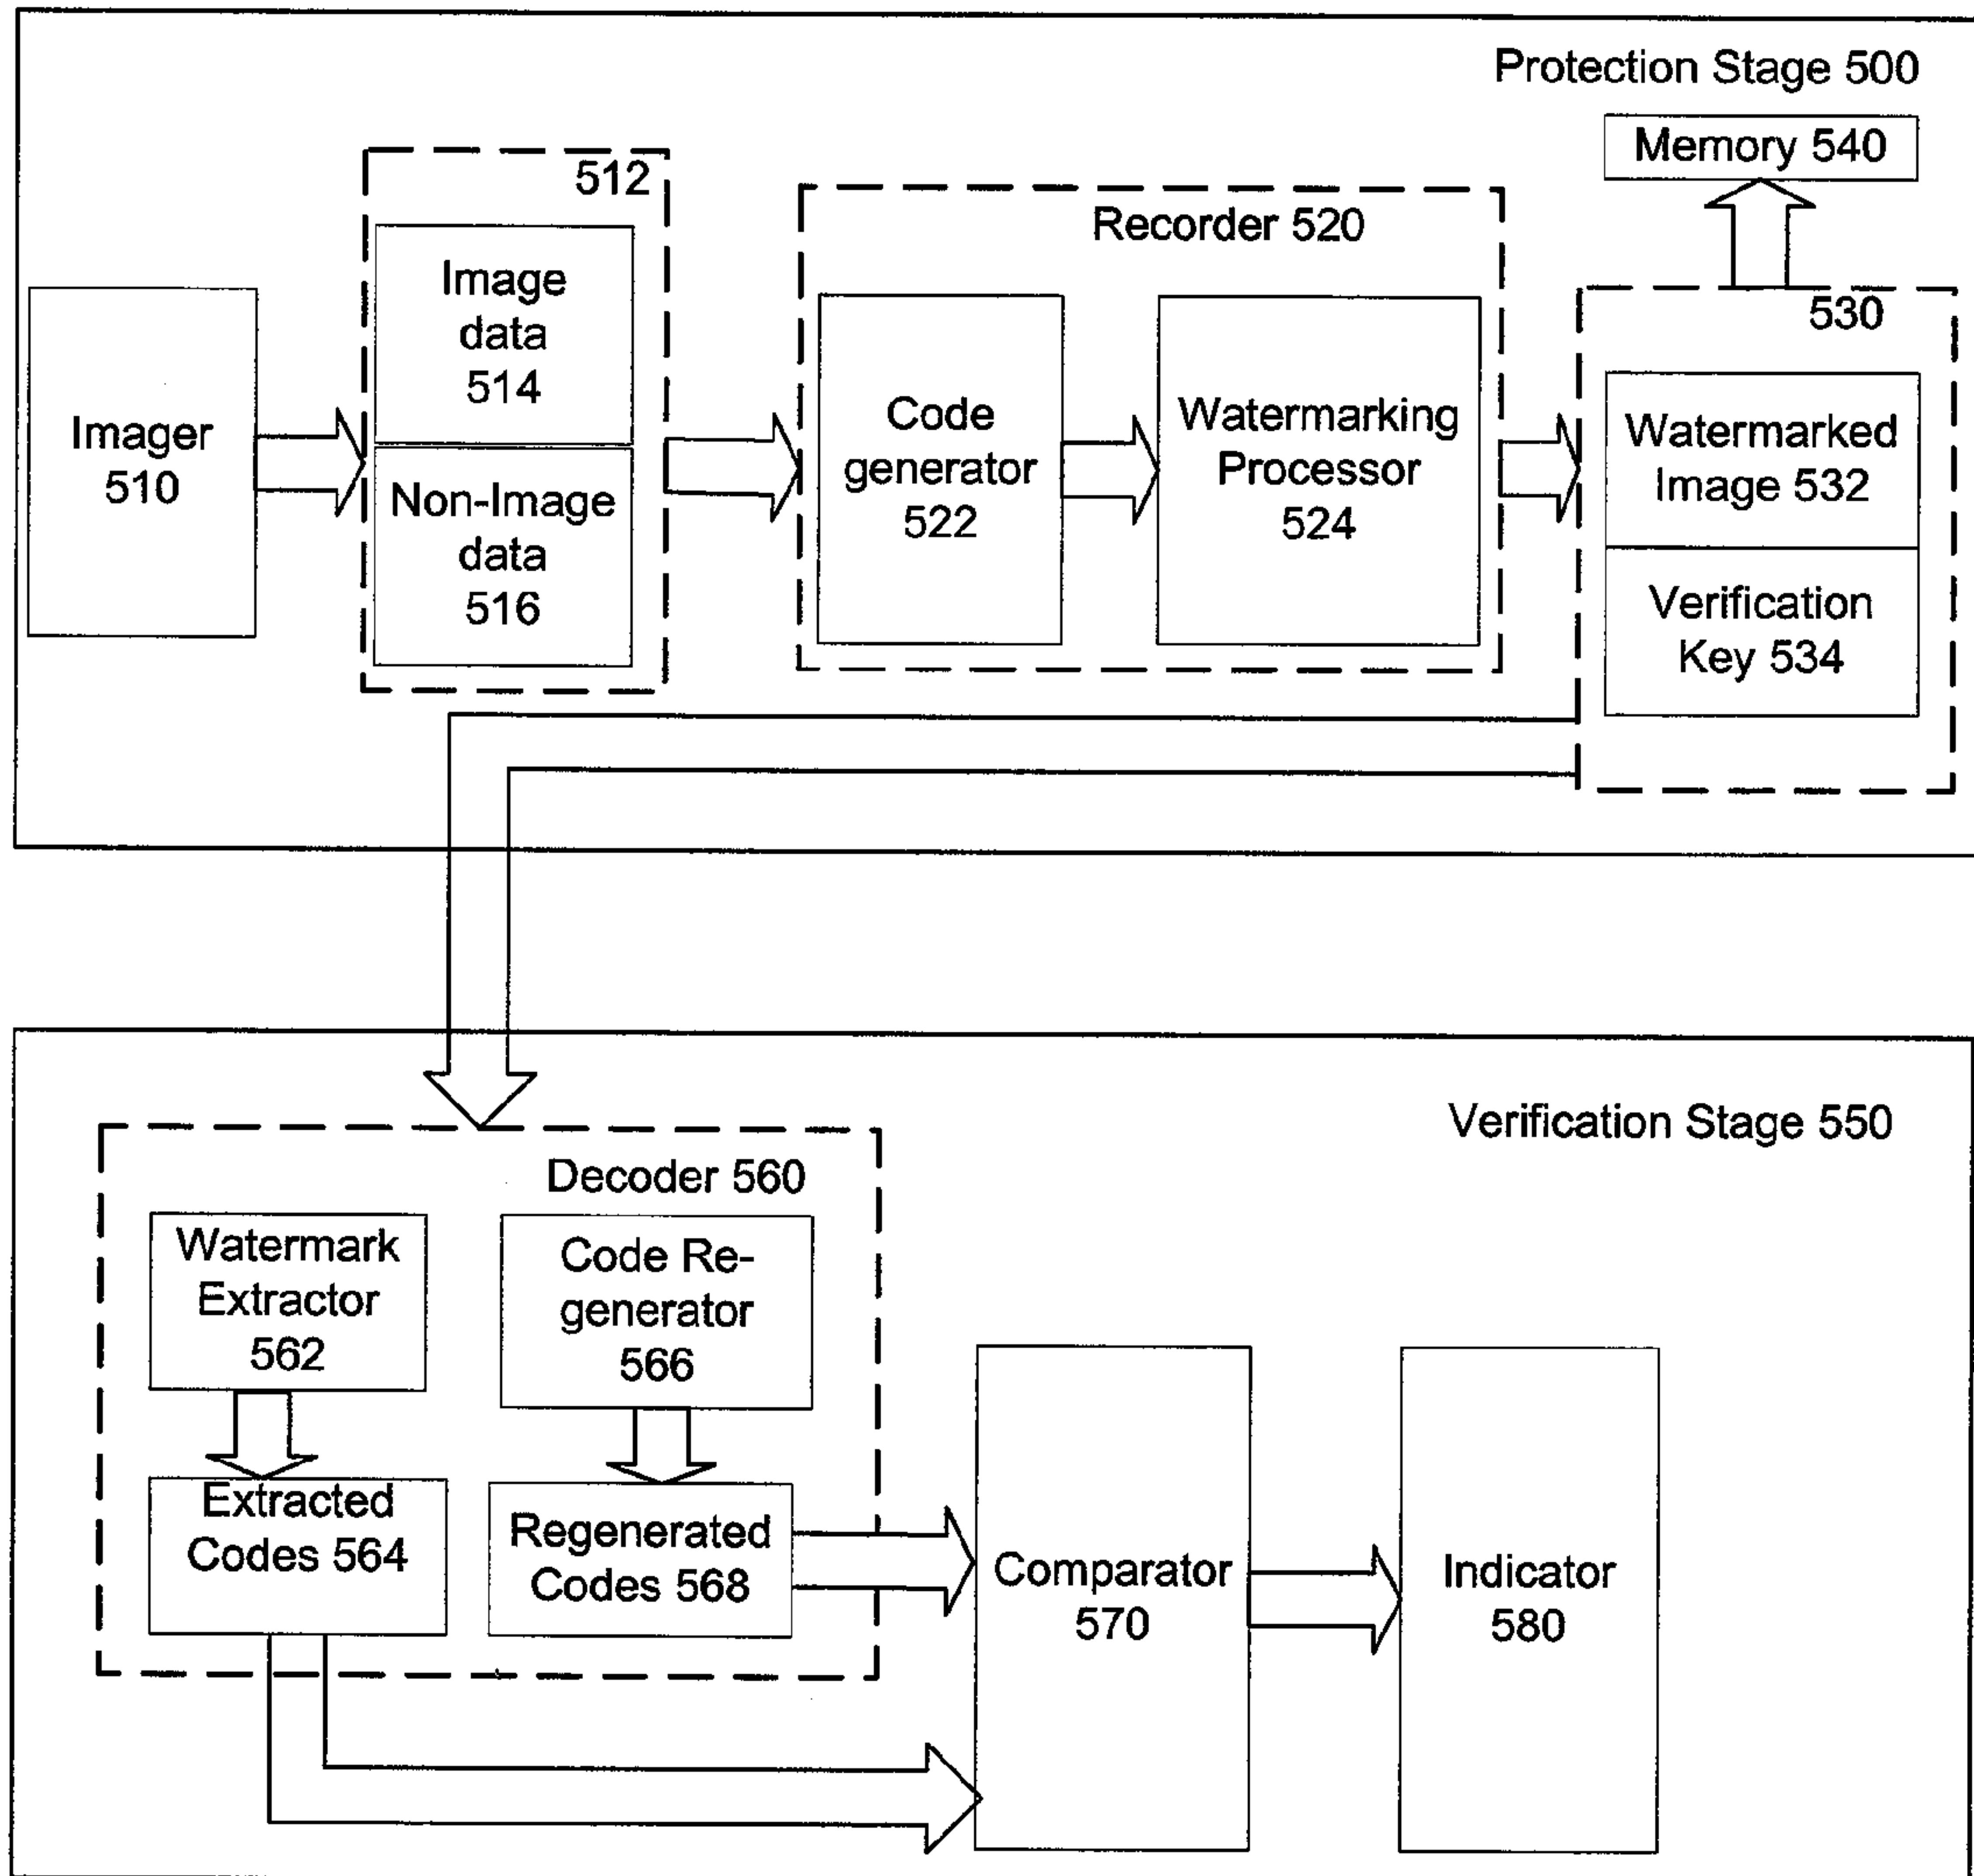 Protection Stage 500
Memory 540
512
Image
data
514
Non-Image
data
516
Imager
510
Recorder 520
Code
generator
522
Watermarking
Processor
524
530
Watermarked
Image 532
Verification
Key 534
Verification Stage 550
Decoder 560
Watermark
Extractor
562
Code Re-
generator
566
Extracted
Codes 564
Regenerated
Codes 568
Comparator
570
Indicator
580